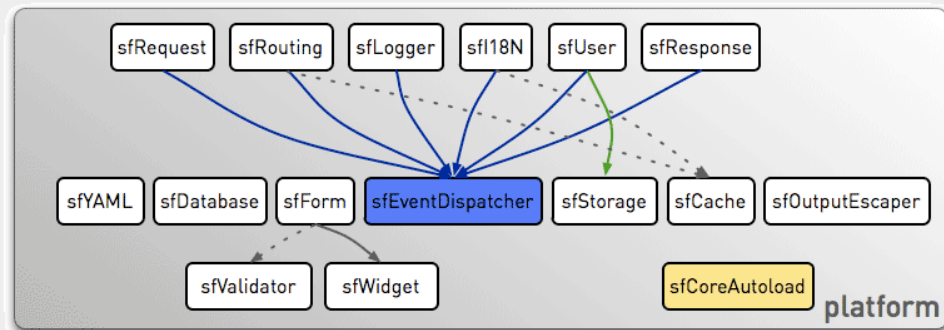 sfRequest sfRouting sfLogger sfI18N sfUser sfResponse
sfYAML sfDatabase sfForm sfEventDispatcher sfStorage sfCache sfOutputEscaper
sfValidator sfWidget sfCoreAutoload
platform